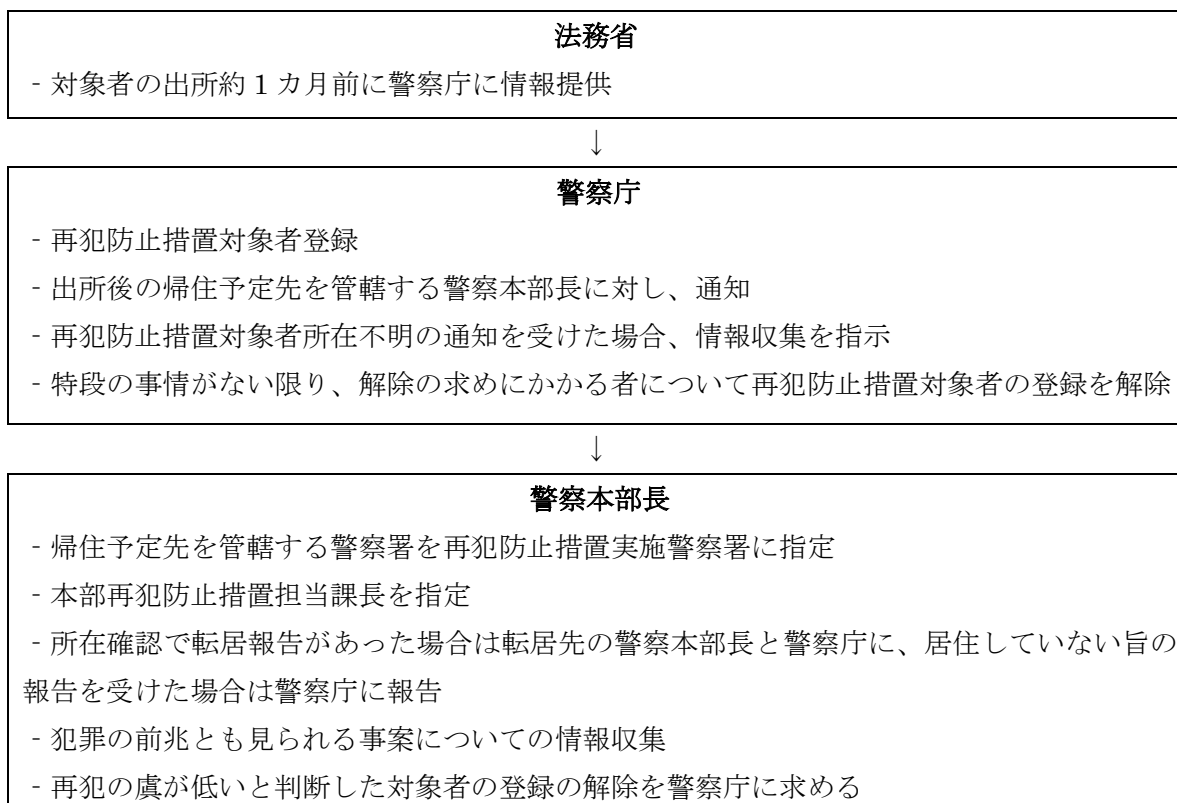 法務省
‐対象者の出所約 1 カ月前に警察庁に情報提供
↓
警察庁
‐再犯防止措置対象者登録
‐出所後の帰住予定先を管轄する警察本部長に対し、通知
‐再犯防止措置対象者所在不明の通知を受けた場合、情報収集を指示
‐特段の事情がない限り、解除の求めにかかる者について再犯防止措置対象者の登録を解除
↓
警察本部長
‐帰住予定先を管轄する警察署を再犯防止措置実施警察署に指定
‐本部再犯防止措置担当課長を指定
‐所在確認で転居報告があった場合は転居先の警察本部長と警察庁に、居住していない旨の
報告を受けた場合は警察庁に報告
‐犯罪の前兆とも見られる事案についての情報収集
‐再犯の虞が低いと判断した対象者の登録の解除を警察庁に求める